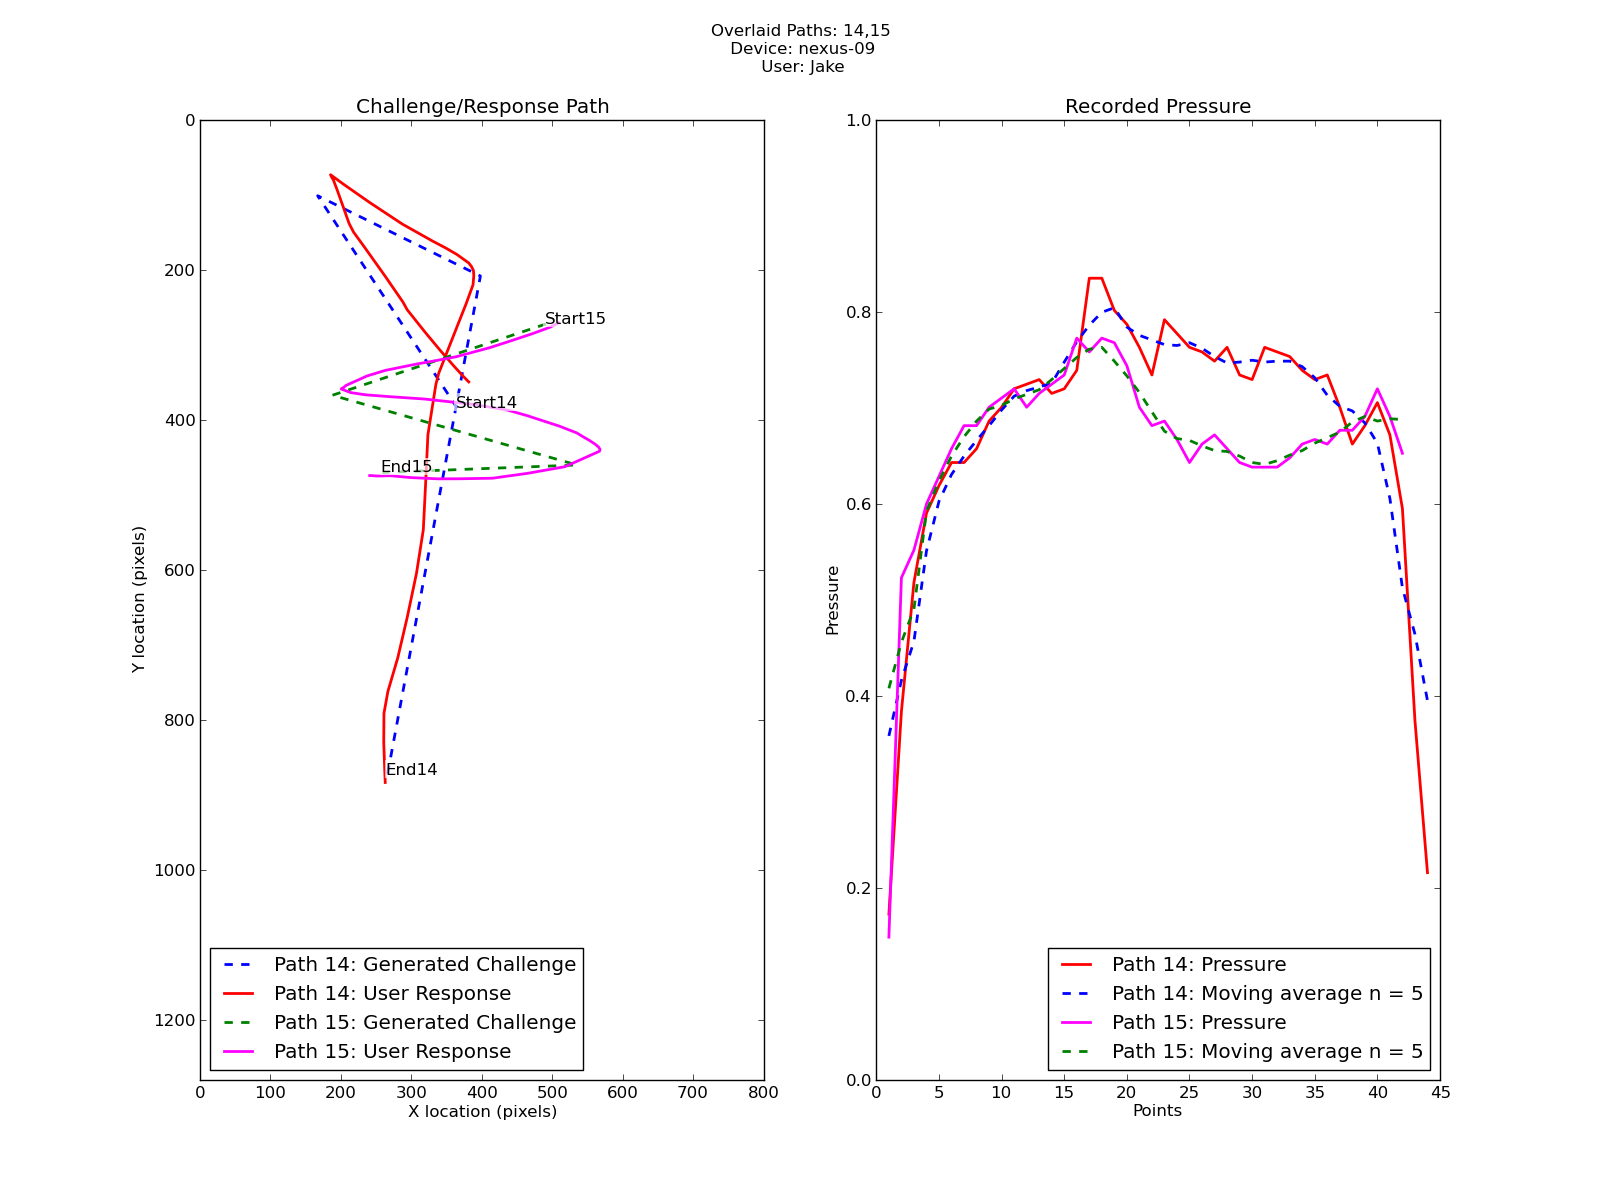 Overlaid Paths: 14,15
Device: nexus-09
User: Jake
Challenge/Response Path
0
200
400
600
800
1000
1200
Y location (pixels)
Start15
Start14
End15
End14
Path 14: Generated Challenge
Path 14: User Response
Path 15: Generated Challenge
Path 15: User Response
0 100 200 300 400 500 600 700 800
X location (pixels)
Recorded Pressure
1.0
0.8
0.6
0.4
0.2
0.0
Pressure
Path 14: Pressure
Path 14: Moving average n = 5
Path 15: Pressure
Path 15: Moving average n = 5
0 5 10 15 20 25 30 35 40 45
Points